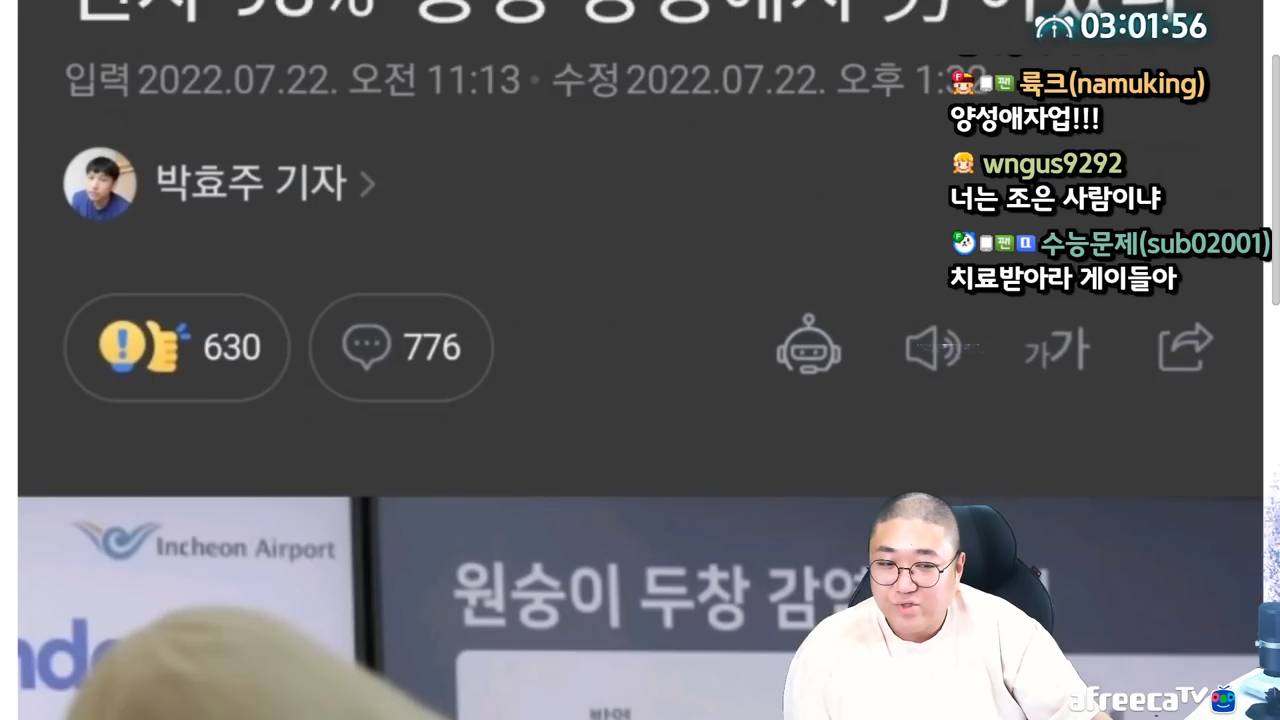 03:01:56
입력 2022.07.22. 오전 11:13 · 수정 2022.07.22. 오후
륙크(namuking)
양성애자업!!!
wngus9292
너는 조은 사람이냐
수능문제(sub02001)
치료받아라 게이들아
박효주 기자 >
630
776
가가
Incheon Airport
원숭이 두창
afreecaTV